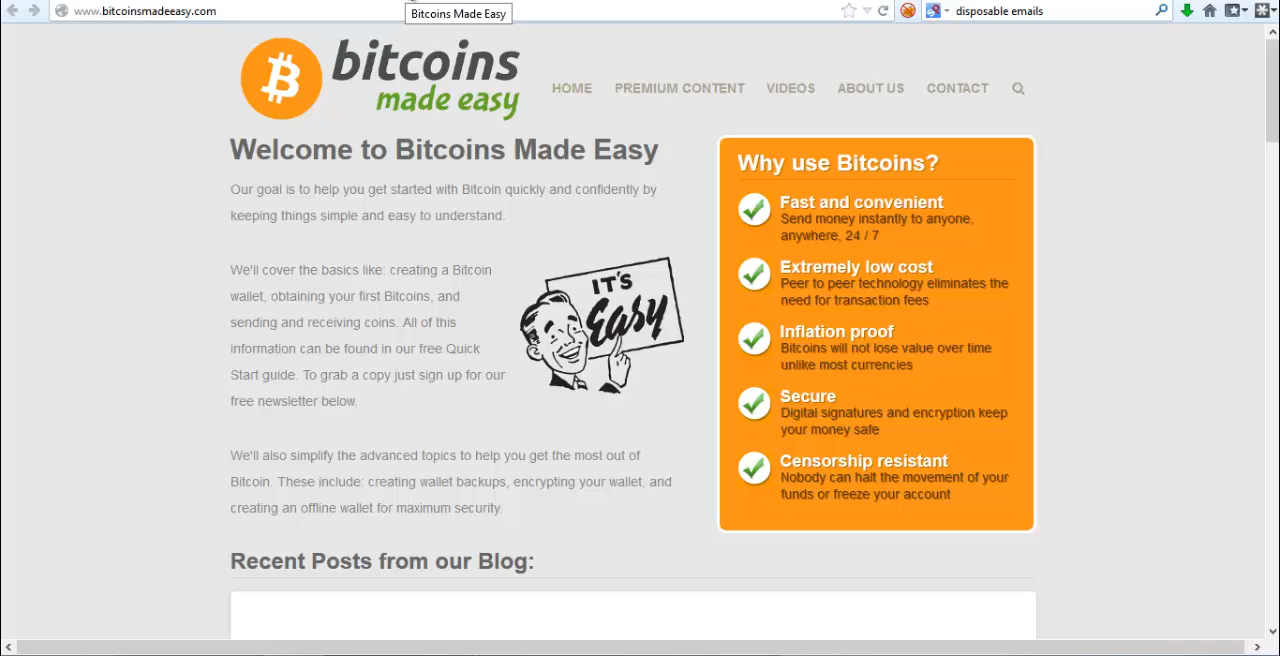 www.bitcoinsmadeeasy.com
Bitcoins Made Easy
disposable emails
bitcoins
made easy
HOME
PREMIUM CONTENT
VIDEOS
ABOUT US
CONTACT
Welcome to Bitcoins Made Easy
Our goal is to help you get started with Bitcoin quickly and confidently by
keeping things simple and easy to understand.
We'll cover the basics like: creating a Bitcoin
wallet, obtaining your first Bitcoins, and
sending and receiving coins. All of this
information can be found in our free Quick
Start guide. To grab a copy just sign up for our
free newsletter below.
IT'S
Easy
We'll also simplify the advanced topics to help you get the most out of
Bitcoin. These include: creating wallet backups, encrypting your wallet, and
creating an offline wallet for maximum security.
Why use Bitcoins?
Fast and convenient
Send money instantly to anyone,
anywhere, 24 / 7
Extremely low cost
Peer to peer technology eliminates the
need for transaction fees
Inflation proof
Bitcoins will not lose value over time
unlike most currencies
Secure
Digital signatures and encryption keep
your money safe
Censorship resistant
Nobody can halt the movement of your
funds or freeze your account
Recent Posts from our Blog: